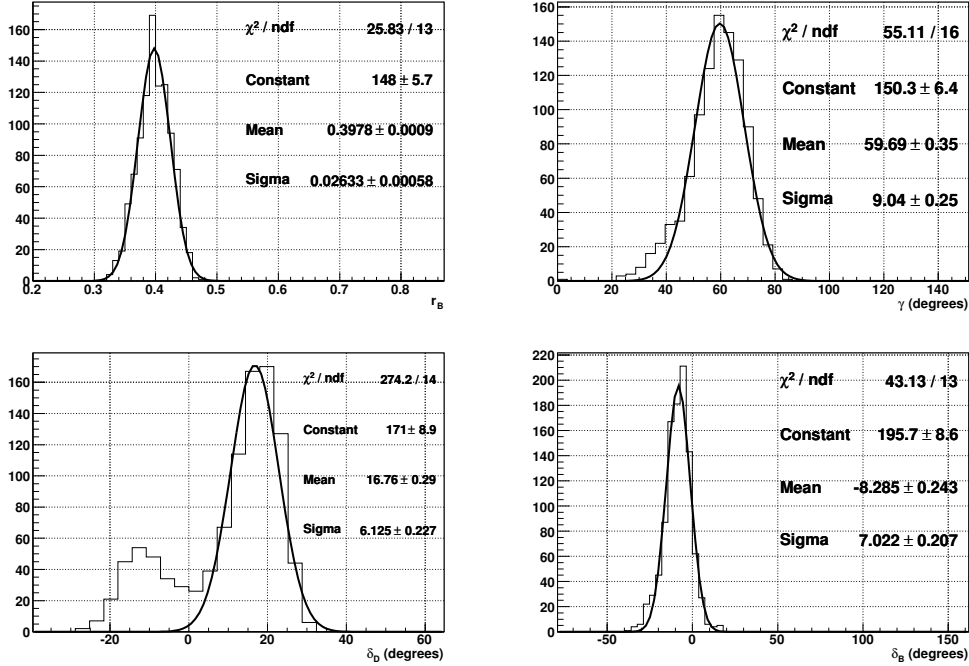 160
140
120
100
80
60
40
20
0
0.2 0.3 0.4 0.5 0.6 0.7 0.8
r_B
χ² / ndf 25.83 / 13
Constant 148 ± 5.7
Mean 0.3978 ± 0.0009
Sigma 0.02633 ± 0.00058
160
140
120
100
80
60
40
20
0
0 20 40 60 80 100 120 140
γ (degrees)
χ² / ndf 55.11 / 16
Constant 150.3 ± 6.4
Mean 59.69 ± 0.35
Sigma 9.04 ± 0.25
160
140
120
100
80
60
40
20
0
-20 0 20 40 60
δ_D (degrees)
χ² / ndf 274.2 / 14
Constant 171 ± 8.9
Mean 16.76 ± 0.29
Sigma 6.125 ± 0.227
220
200
180
160
140
120
100
80
60
40
20
0
-50 0 50 100 150
δ_B (degrees)
χ² / ndf 43.13 / 13
Constant 195.7 ± 8.6
Mean -8.285 ± 0.243
Sigma 7.022 ± 0.207